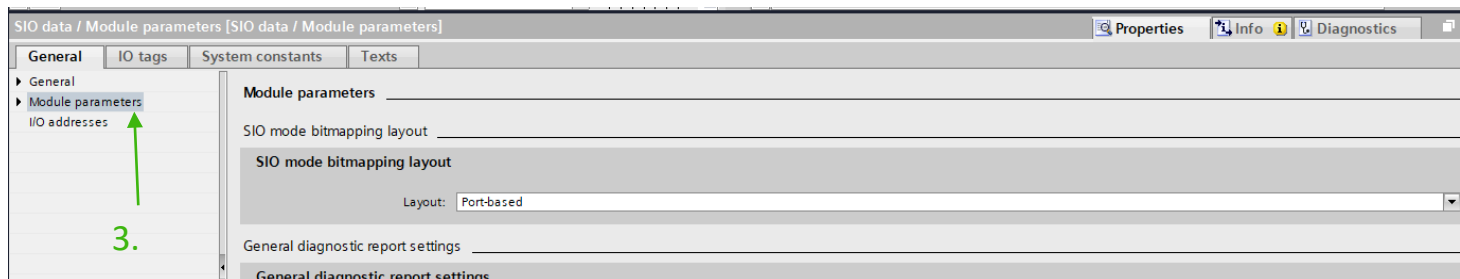 SIO data / Module parameters [SIO data / Module parameters]
Properties
Info
Diagnostics
General
IO tags
System constants
Texts
General
Module parameters
I/O addresses
3.
Module parameters
SIO mode bitmapping layout
SIO mode bitmapping layout
Layout: Port-based
General diagnostic report settings
General diagnostic report settings